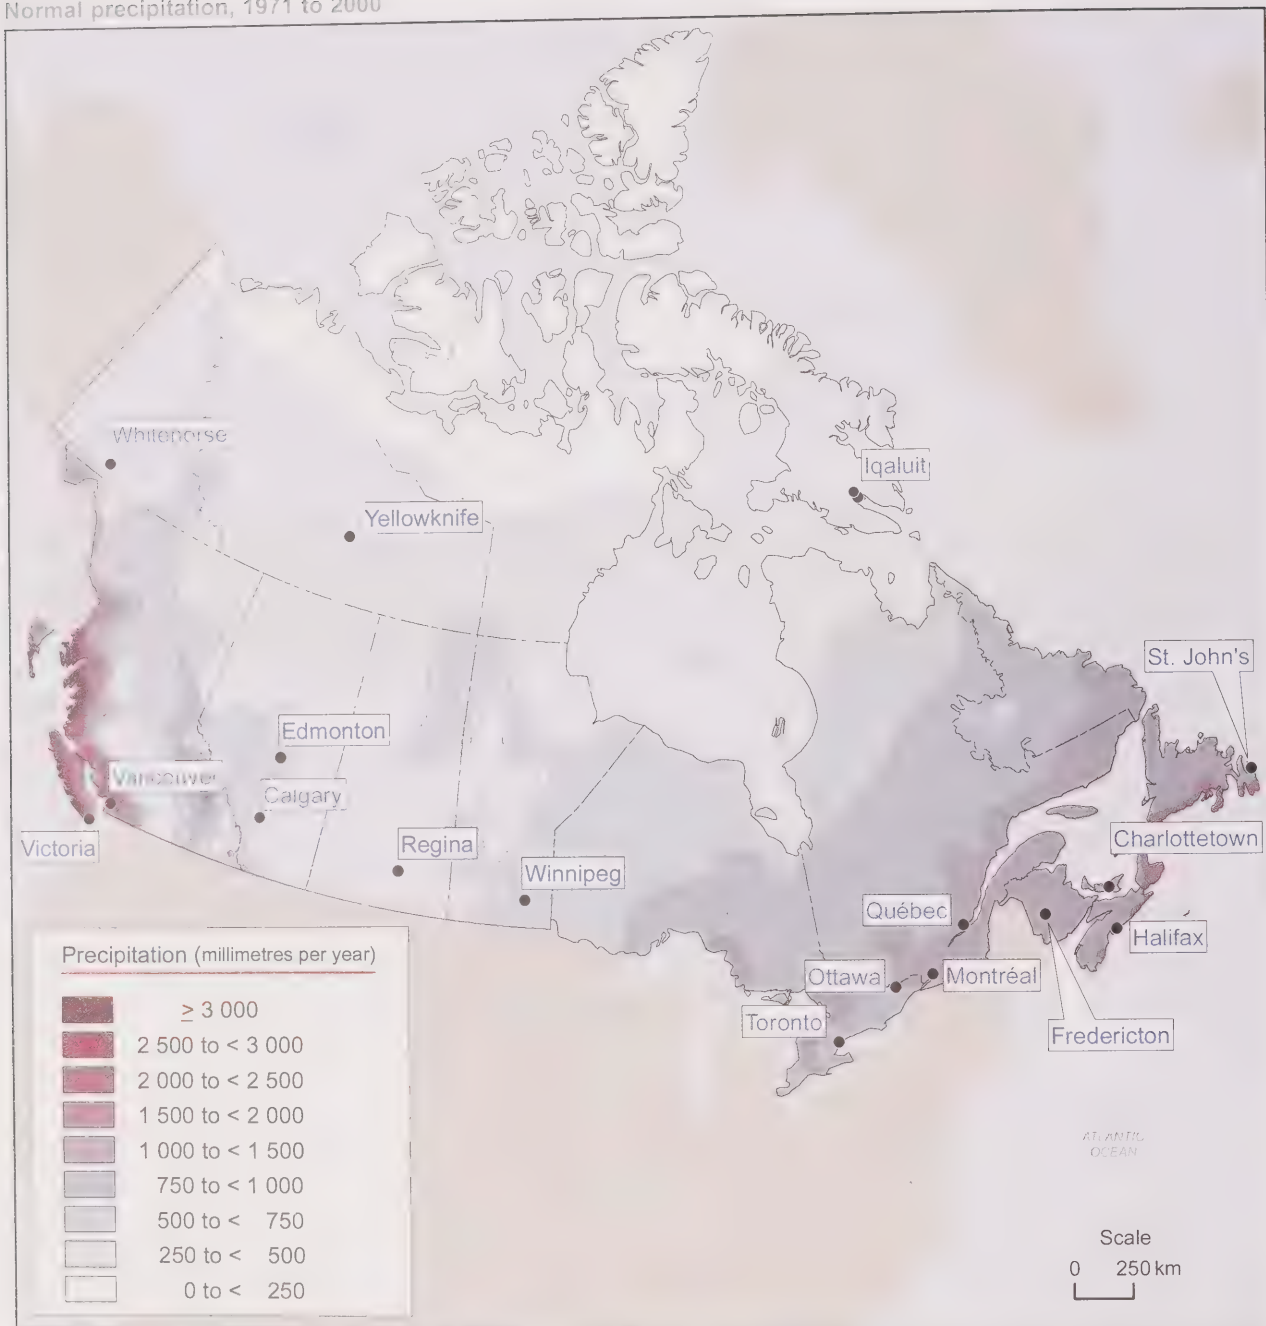 Normal precipitation, 1971 to 2000
Whitehorse
Iqaluit
Yellowknife
St. John's
Edmonton
Vancouver
Calgary
Charlottetown
Victoria
Regina
Winnipeg
Québec
Halifax
Ottawa
Montréal
Toronto
Fredericton
Precipitation (millimetres per year)
≥ 3 000
2 500 to < 3 000
2 000 to < 2 500
1 500 to < 2 000
1 000 to < 1 500
750 to < 1 000
500 to < 750
250 to < 500
0 to < 250
ATLANTIC
OCEAN
Scale
0 250 km